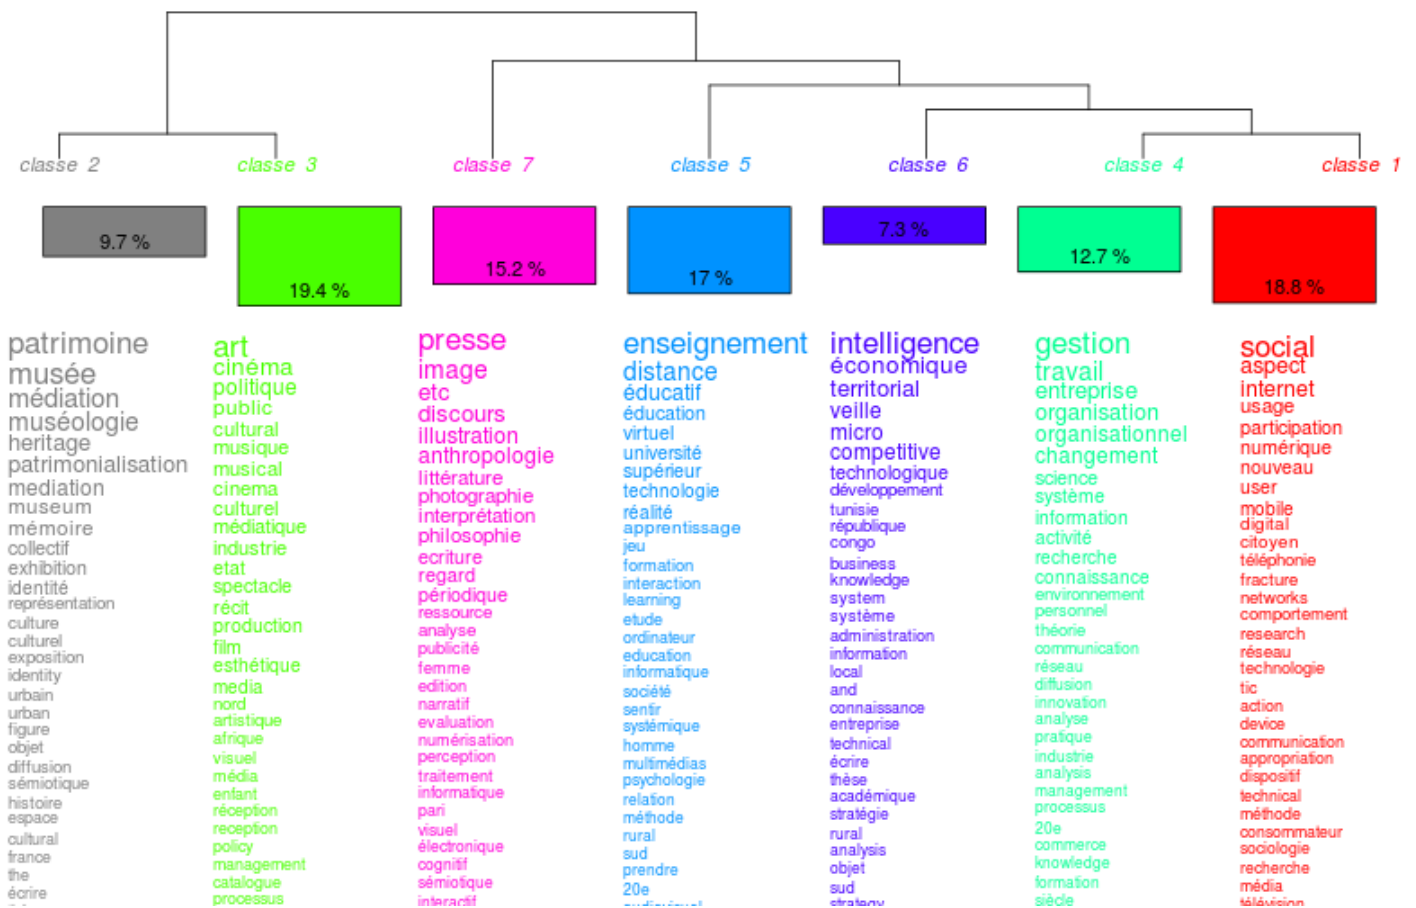 classe 2
classe 3
classe 7
classe 5
classe 6
classe 4
classe 1
9.7 %
19.4 %
15.2 %
17 %
7.3 %
12.7 %
18.8 %
patrimoine
musée
médiation
muséologie
heritage
patrimonialisation
mediation
museum
mémoire
collectif
exhibition
identité
représentation
culture
culturel
exposition
identity
urbain
urban
figure
objet
diffusion
sémiotique
histoire
espace
cultural
france
the
écrire
art
cinéma
politique
public
cultural
musique
musical
cinema
culturel
médiatique
industrie
etat
spectacle
récit
production
film
esthétique
media
nord
artistique
afrique
visuel
média
enfant
réception
reception
policy
management
catalogue
processus
presse
image
etc
discours
illustration
anthropologie
littérature
photographie
interprétation
philosophie
ecriture
regard
périodique
ressource
analyse
publicité
femme
edition
narratif
evaluation
numérisation
perception
traitement
informatique
pari
visuel
électronique
cognitif
sémiotique
interactif
enseignement
distance
éducatif
éducation
virtuel
université
supérieur
technologie
réalité
apprentissage
jeu
formation
interaction
learning
etude
ordinateur
education
informatique
société
sentir
systémique
homme
multimédias
psychologie
relation
méthode
rural
sud
prendre
20e
intelligence
économique
territorial
veille
micro
competitive
technologique
développement
tunisie
république
congo
business
knowledge
system
système
administration
information
local
and
connaissance
entreprise
technical
écrire
thèse
académique
stratégie
rural
analysis
objet
sud
strategy
gestion
travail
entreprise
organisation
organisationnel
changement
science
système
information
activité
recherche
connaissance
environnement
personnel
théorie
communication
réseau
diffusion
innovation
analyse
pratique
industrie
analysis
management
processus
20e
commerce
knowledge
formation
siècle
social
aspect
internet
usage
participation
numérique
nouveau
user
mobile
digital
citoyen
téléphonie
fracture
networks
comportement
research
réseau
technologie
tic
action
device
communication
appropriation
dispositif
technical
méthode
consommateur
sociologie
recherche
média
télévision